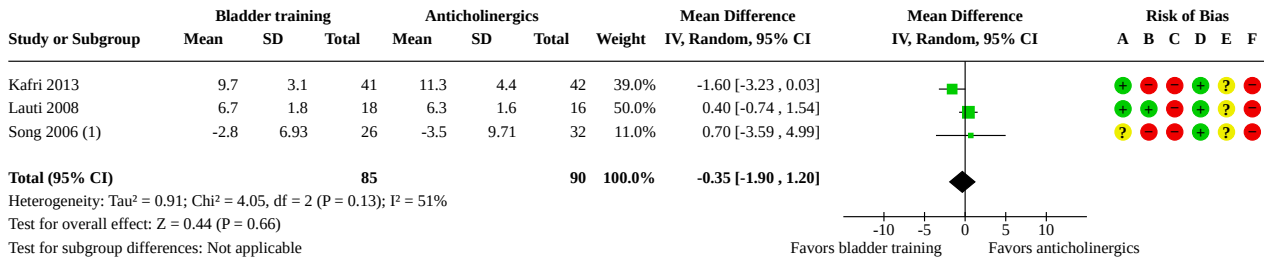 Bladder training Anticholinergics Mean Difference Mean Difference Risk of Bias
Study or Subgroup Mean SD Total Mean SD Total Weight IV, Random, 95% CI IV, Random, 95% CI A B C D E F
Kafri 2013 9.7 3.1 41 11.3 4.4 42 39.0% -1.60 [-3.23 , 0.03] + − − + ? −
Lauti 2008 6.7 1.8 18 6.3 1.6 16 50.0% 0.40 [-0.74 , 1.54] + + − + ? −
Song 2006 (1) -2.8 6.93 26 -3.5 9.71 32 11.0% 0.70 [-3.59 , 4.99] ? − − + ? −
Total (95% CI) 85 90 100.0% -0.35 [-1.90 , 1.20]
Heterogeneity: Tau² = 0.91; Chi² = 4.05, df = 2 (P = 0.13); I² = 51%
Test for overall effect: Z = 0.44 (P = 0.66) -10 -5 0 5 10
Test for subgroup differences: Not applicable Favors bladder training Favors anticholinergics